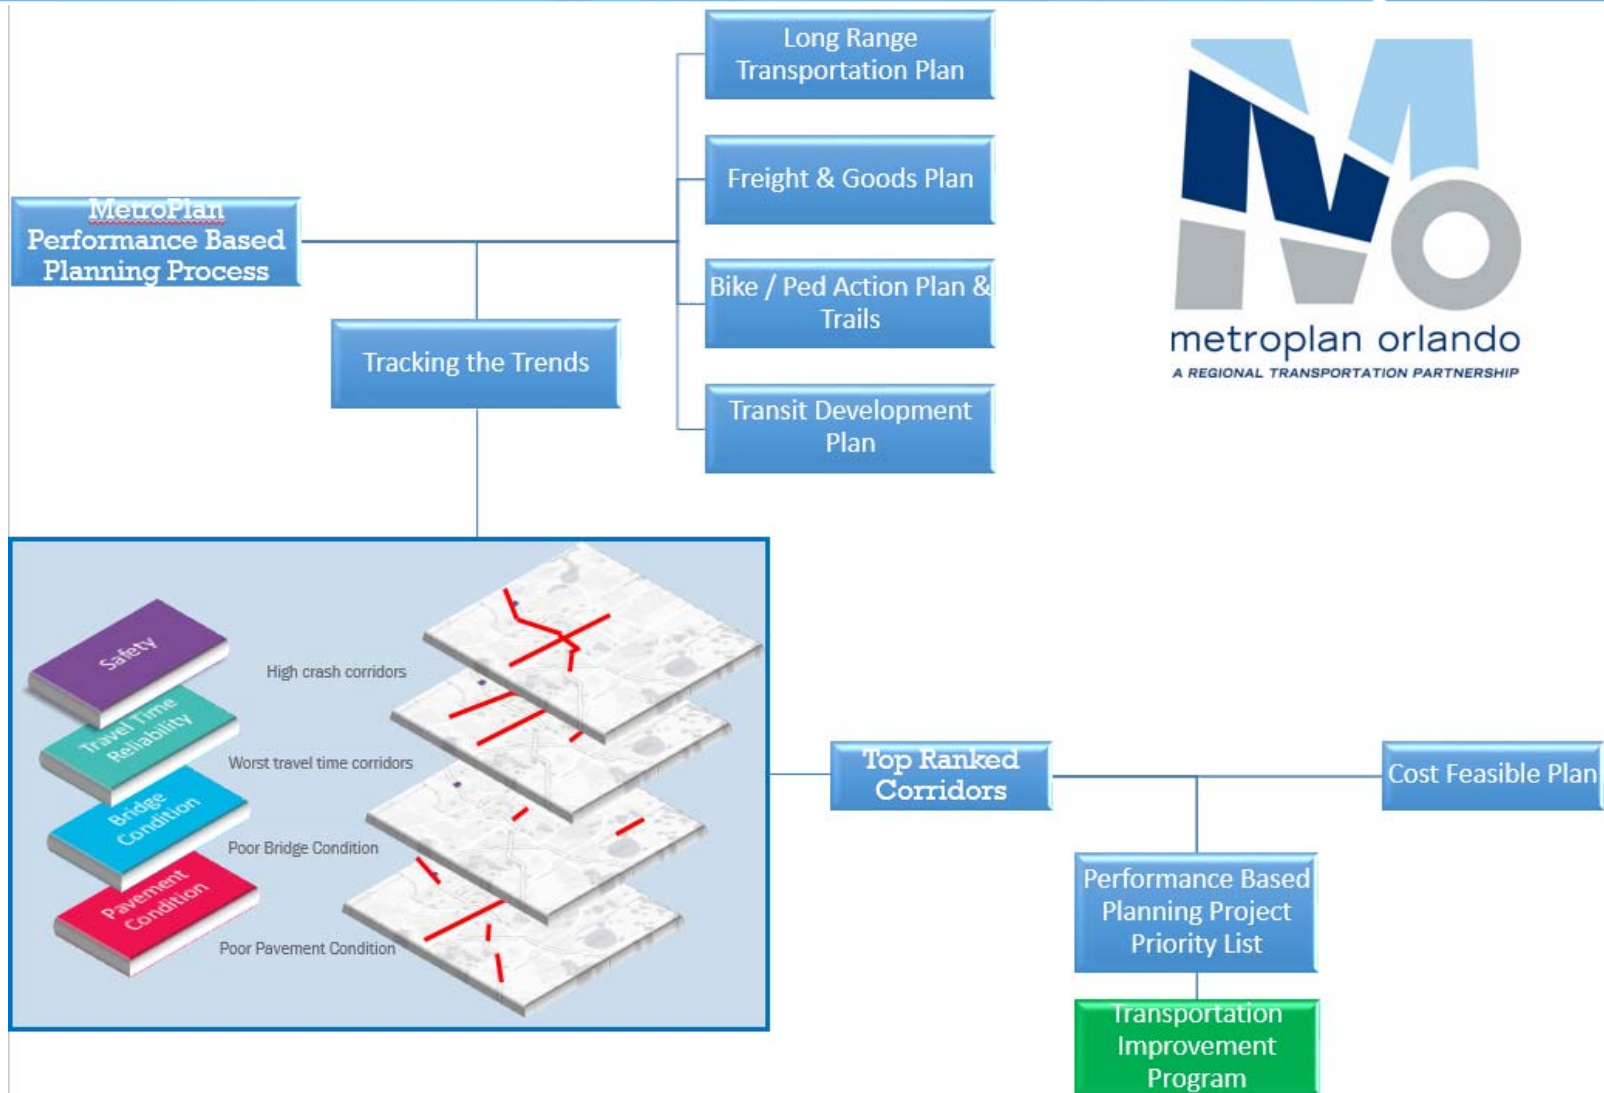 Long Range
Transportation Plan
Freight & Goods Plan
MetroPlan
Performance Based
Planning Process
Bike / Ped Action Plan &
Trails
Tracking the Trends
Transit Development
Plan
metroplan orlando
A REGIONAL TRANSPORTATION PARTNERSHIP
Safety
High crash corridors
Travel Time
Reliability
Worst travel time corridors
Bridge
Condition
Poor Bridge Condition
Pavement
Condition
Poor Pavement Condition
Top Ranked
Corridors
Cost Feasible Plan
Performance Based
Planning Project
Priority List
Transportation
Improvement
Program